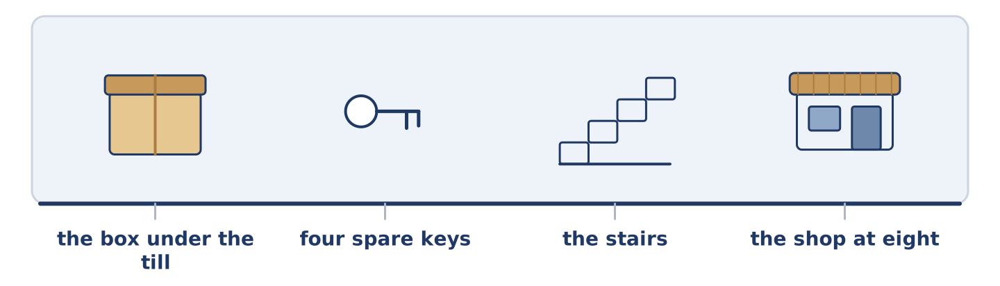 the box under the
till
four spare keys
the stairs
the shop at eight